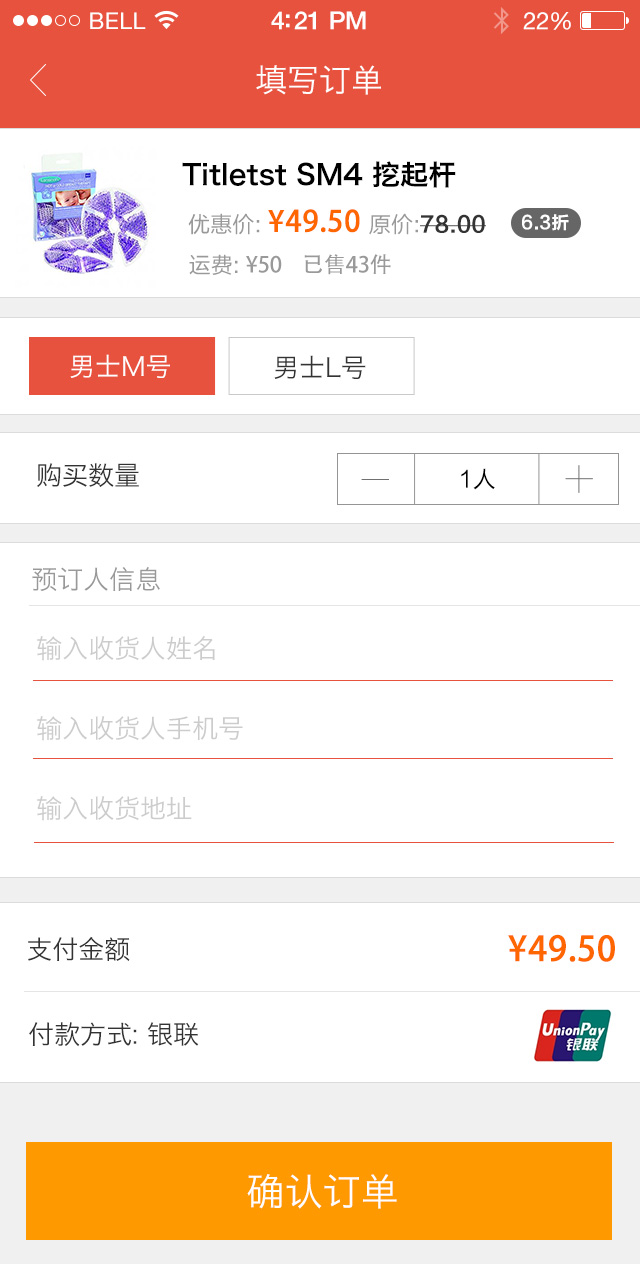 BELL 4:21 PM 22%
填写订单
Titletst SM4 挖起杆
优惠价: ¥49.50 原价:78.00 6.3折
运费: ¥50 已售43件
男士M号 男士L号
购买数量 1人
预订人信息
输入收货人姓名
输入收货人手机号
输入收货地址
支付金额 ¥49.50
付款方式: 银联
UnionPay
银联
确认订单